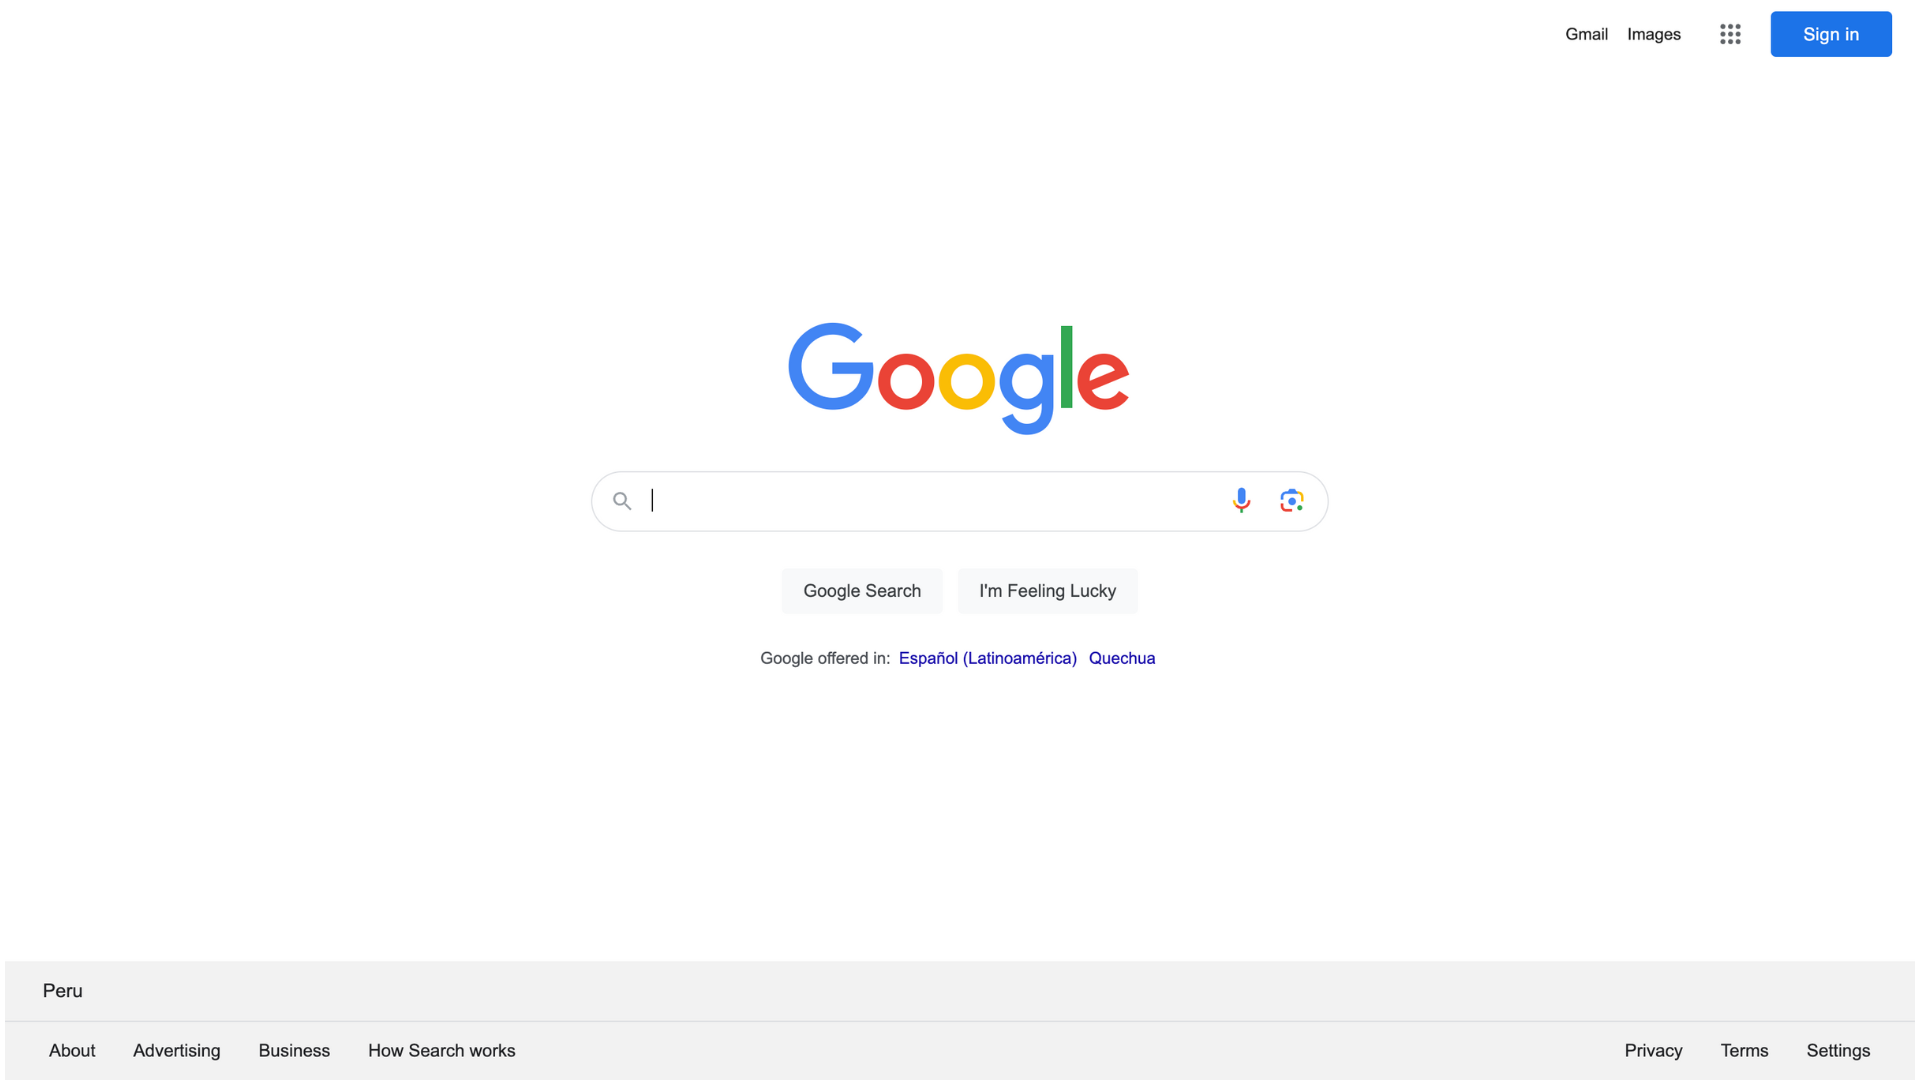 Gmail Images Sign in
Google
Google Search I'm Feeling Lucky
Google offered in: Español (Latinoamérica) Quechua
Peru
About Advertising Business How Search works Privacy Terms Settings